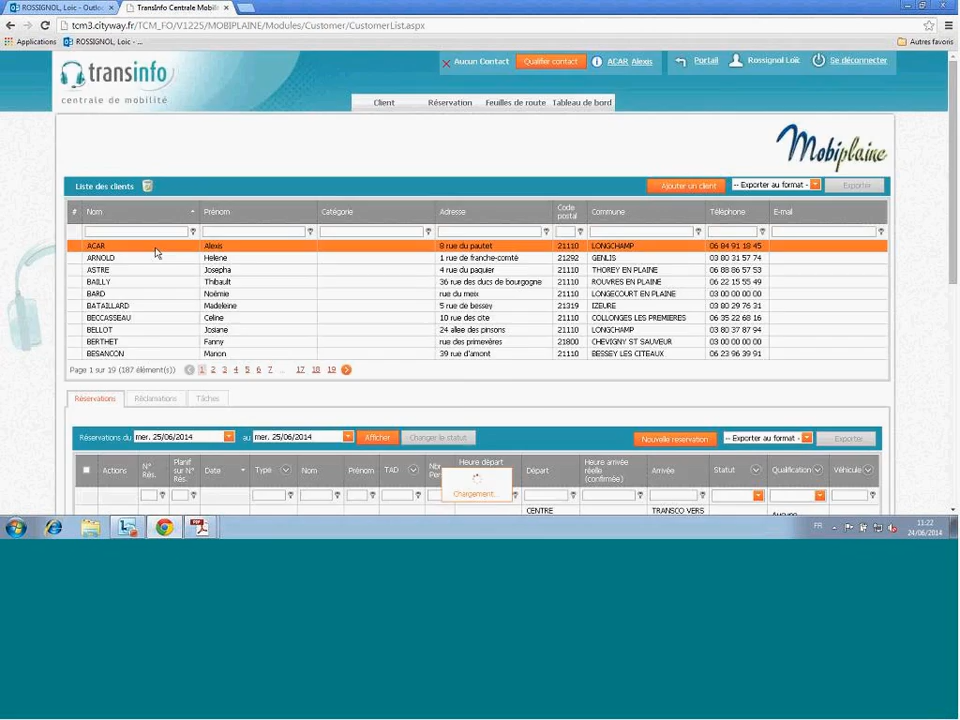 ROSSIGNOL, Loïc - Outloo × TransInfo Centrale Mobili ×
tcm3.cityway.fr/TCM_FO/V1225/MOBIPLAINE/Modules/Customer/CustomerList.aspx
Applications ROSSIGNOL, Loïc - ... Autres favoris
transinfo
centrale de mobilité
Aucun Contact Qualifier contact ACAR Alexis Portail Rossignol Loïc Se déconnecter
Client Réservation Feuilles de route Tableau de bord
Mobiplaine
Liste des clients Ajouter un client -- Exporter au format - Exporter
# Nom Prénom Catégorie Adresse Code postal Commune Téléphone E-mail
ACAR Alexis 8 rue du pautet 21110 LONGCHAMP 06 84 91 18 45
ARNOLD Helene 1 rue de franche-comté 21292 GENLIS 03 80 31 57 74
ASTRE Josepha 4 rue du paquier 21110 THOREY EN PLAINE 06 88 86 57 53
BAILLY Thibault 36 rue des ducs de bourgogne 21110 ROUVRES EN PLAINE 06 22 15 55 49
BARD Noémie rue du meix 21110 LONGECOURT EN PLAINE 03 00 00 00 00
BATAILLARD Madeleine 5 rue de bessey 21319 IZEURE 03 80 29 76 31
BECCASSEAU Celine 10 rue des cite 21110 COLLONGES LES PREMIERES 06 35 22 68 16
BELLOT Josiane 24 allee des pinsons 21110 LONGCHAMP 03 80 37 87 94
BERTHET Fanny rue des primevères 21800 CHEVIGNY ST SAUVEUR 03 00 00 00 00
BESANCON Manon 39 rue d'amont 21110 BESSEY LES CITEAUX 06 23 96 39 91
Page 1 sur 19 (187 élément(s)) 1 2 3 4 5 6 7 ... 17 18 19
Réservations Réclamations Tâches
Réservations du mer. 25/06/2014 au mer. 25/06/2014 Afficher Changer le statut Nouvelle reservation -- Exporter au format - Exporter
Actions N° Rés. Planif sur N° Rés. Date Type Nom Prénom TAD Heure départ Départ Heure arrivée réelle (confirmée) Arrivée Statut Qualification Véhicule
Chargement...
CENTRE TRANSCO VERS Aucune
FR 11:22
24/06/2014